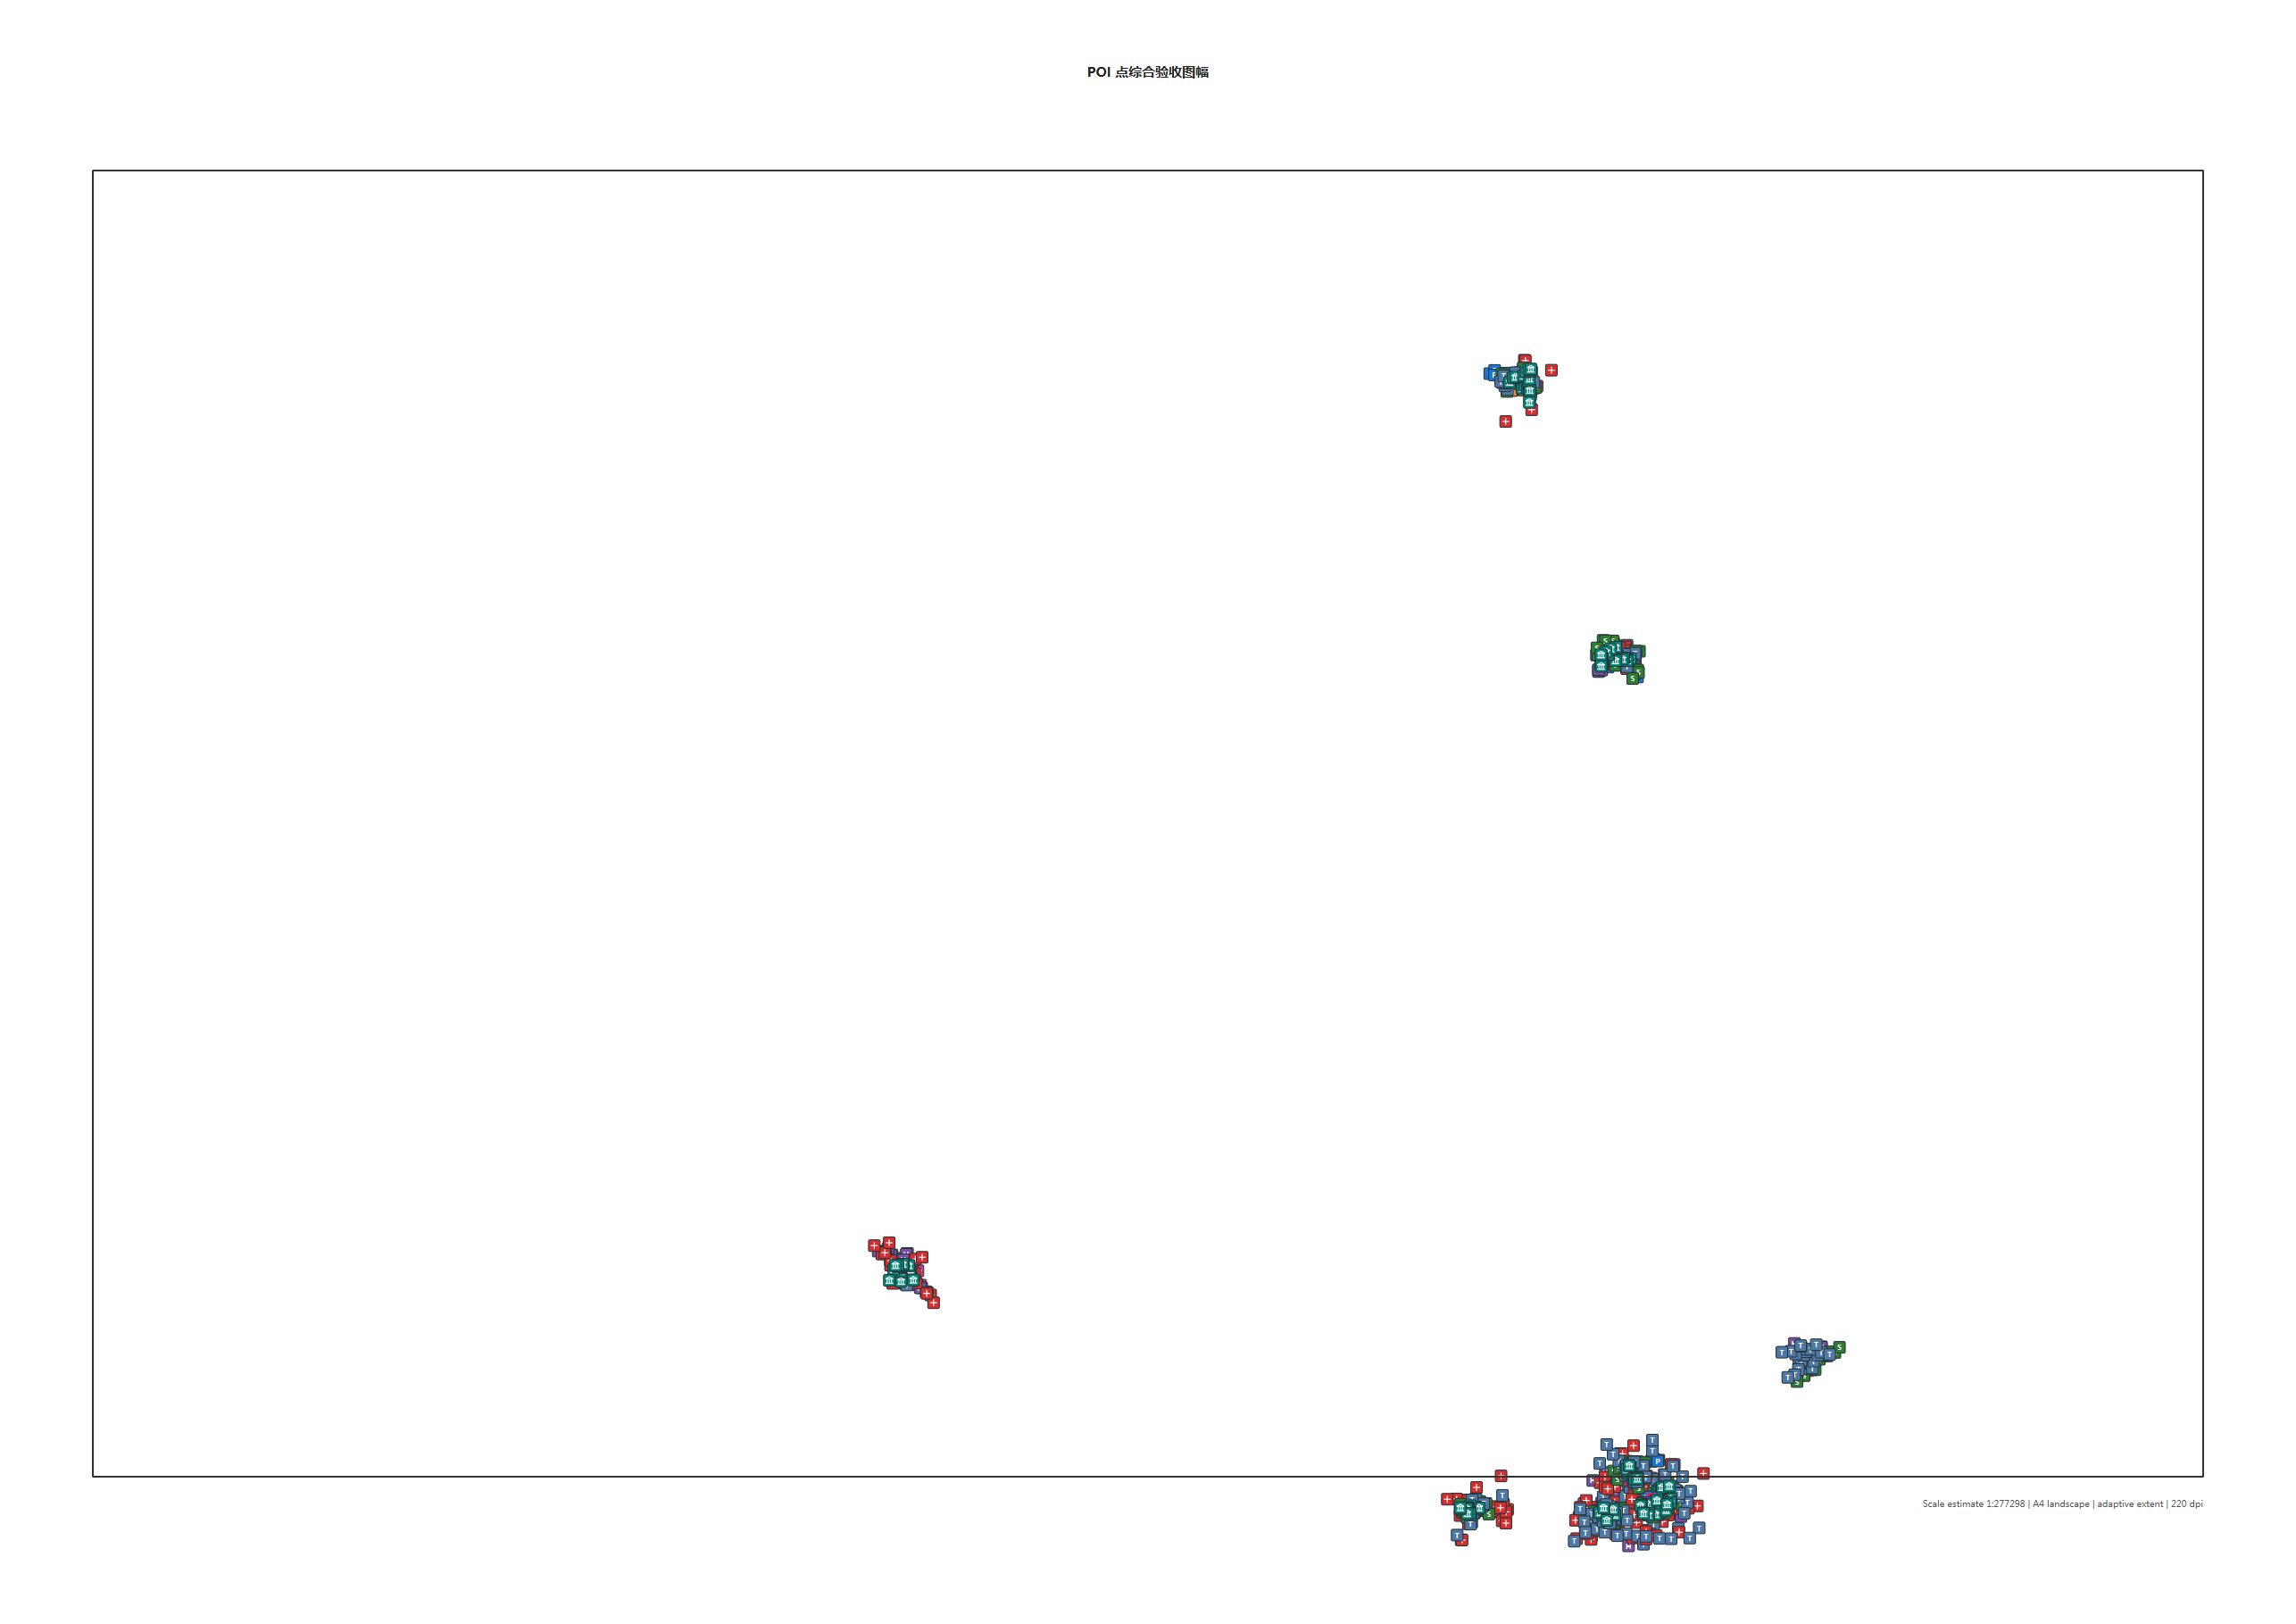 POI 点综合验收图幅
Scale estimate 1:277298 | A4 landscape | adaptive extent | 220 dpi